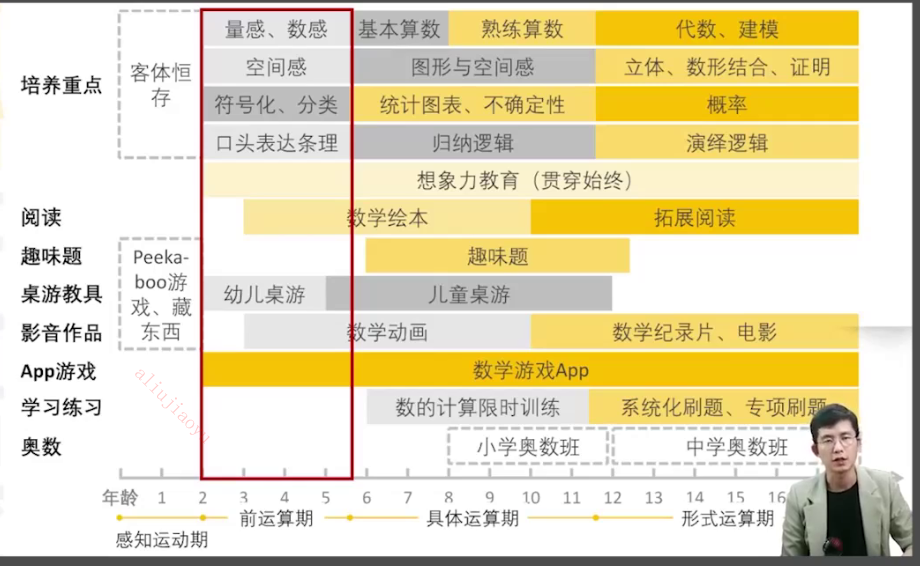 量感、数感 基本算数 熟练算数 代数、建模
培养重点 客体恒存 空间感 图形与空间感 立体、数形结合、证明
符号化、分类 统计图表、不确定性 概率
口头表达条理 归纳逻辑 演绎逻辑
想象力教育（贯穿始终）
阅读 数学绘本 拓展阅读
趣味题 趣味题
Peeka-
boo游
戏、藏
东西
桌游教具 幼儿桌游 儿童桌游
影音作品 数学动画 数学纪录片、电影
App游戏 数学游戏App
aliujiaoyu
学习练习 数的计算限时训练 系统化刷题、专项刷题
奥数 小学奥数班 中学奥数班
年龄 1 2 3 4 5 6 7 8 9 10 11 12 13 14 15 16
前运算期 具体运算期 形式运算期
感知运动期